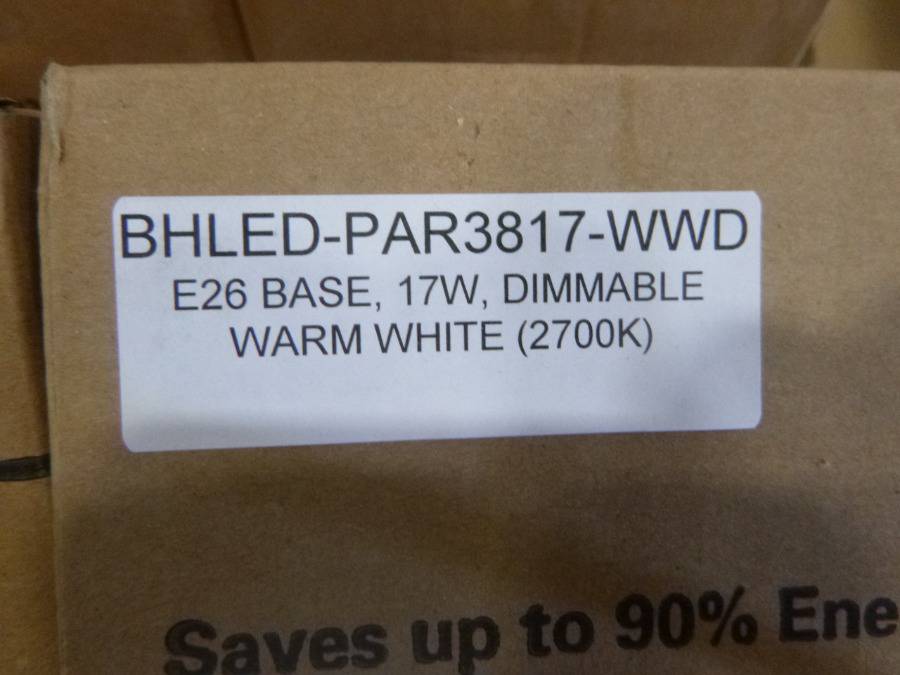 BHLED-PAR3817-WWD
E26 BASE, 17W, DIMMABLE
WARM WHITE (2700K)
Saves up to 90% Ene